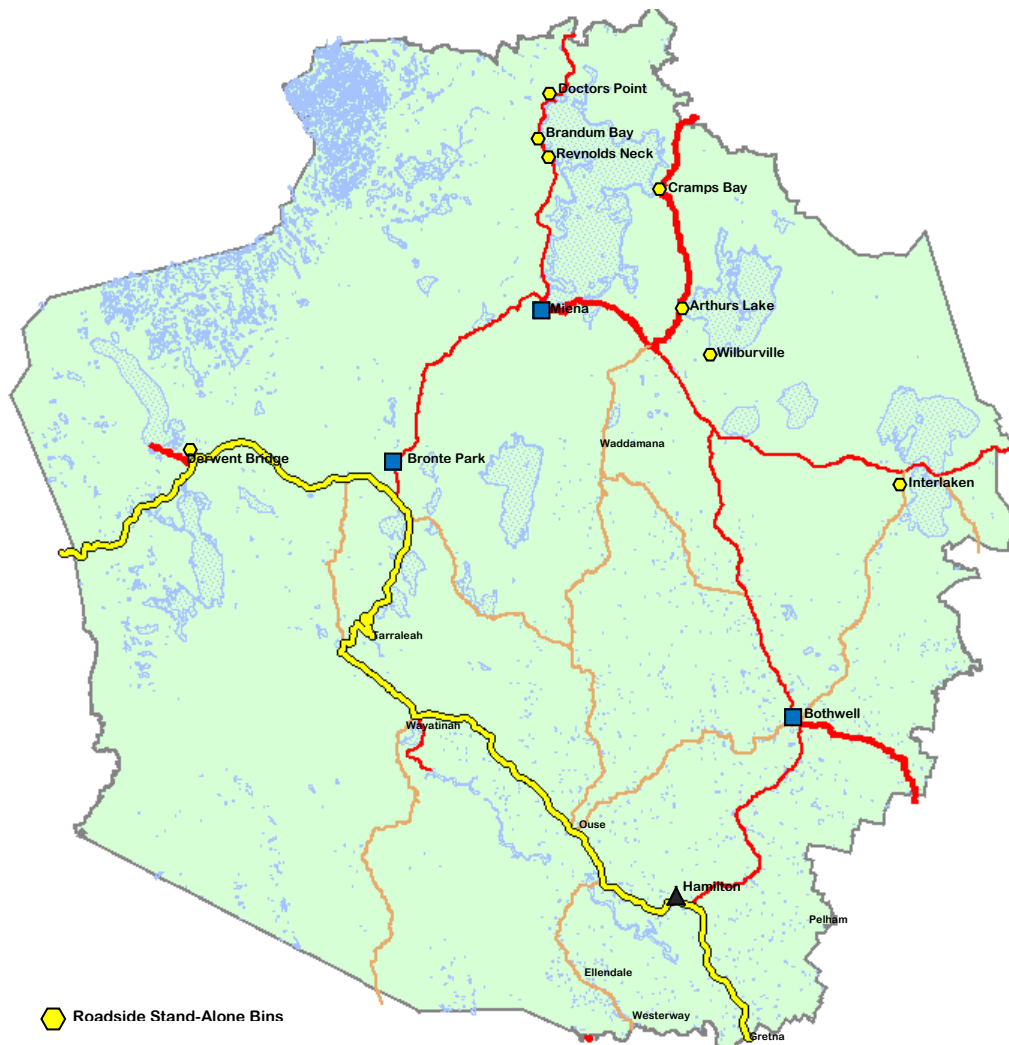 Doctors Point
Brandum Bay
Reynolds Neck
Cramps Bay
Miena
Arthurs Lake
Wilburville
Waddamana
Derwent Bridge
Bronte Park
Interlaken
Tarraleah
Bothwell
Wayatinah
Ouse
Hamilton
Pelham
Ellendale
Westerway
Roadside Stand-Alone Bins
Gretna